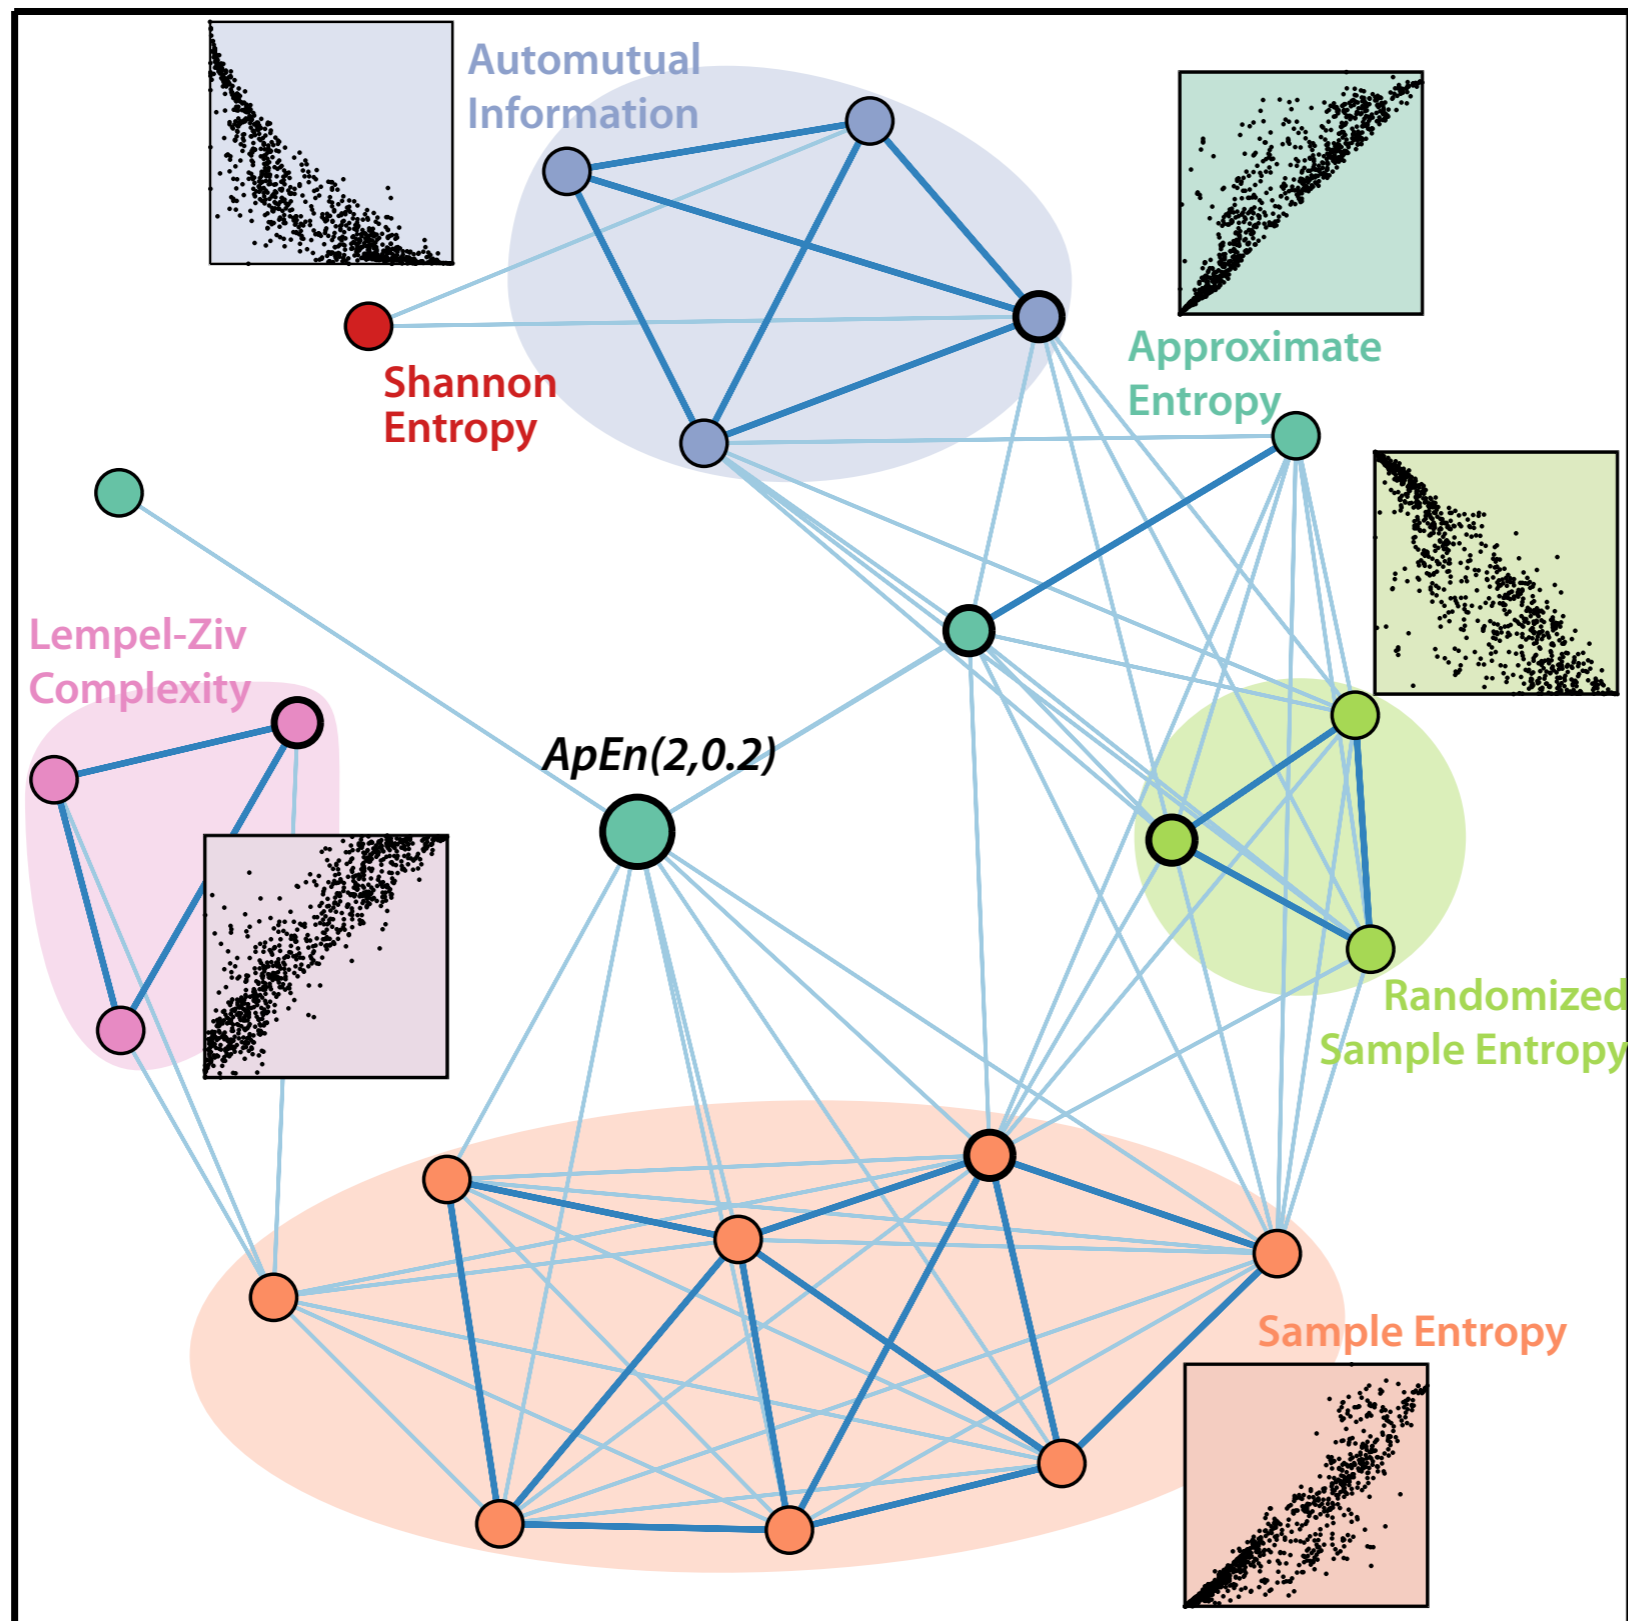 Automutual
Information
Approximate
Entropy
Shannon
Entropy
Lempel-Ziv
Complexity
ApEn(2,0.2)
Randomized
Sample Entropy
Sample Entropy